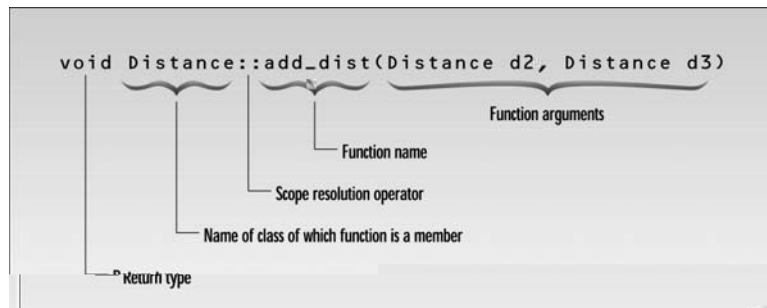 void Distance::add_dist(Distance d2, Distance d3)
Function arguments
Function name
Scope resolution operator
Name of class of which function is a member
Return type